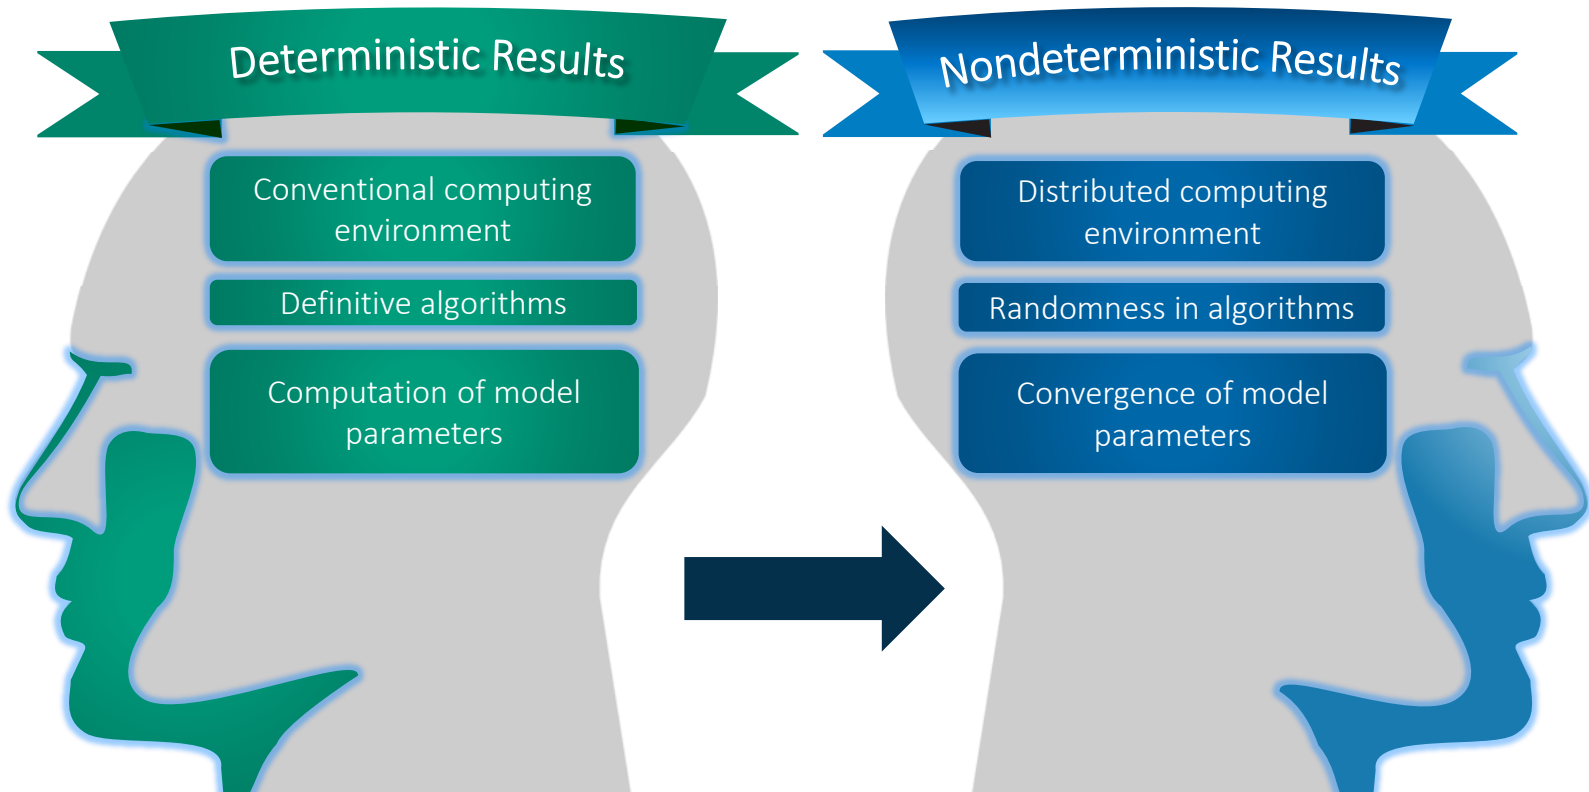 Deterministic Results
Conventional computing
environment
Definitive algorithms
Computation of model
parameters
Nondeterministic Results
Distributed computing
environment
Randomness in algorithms
Convergence of model
parameters